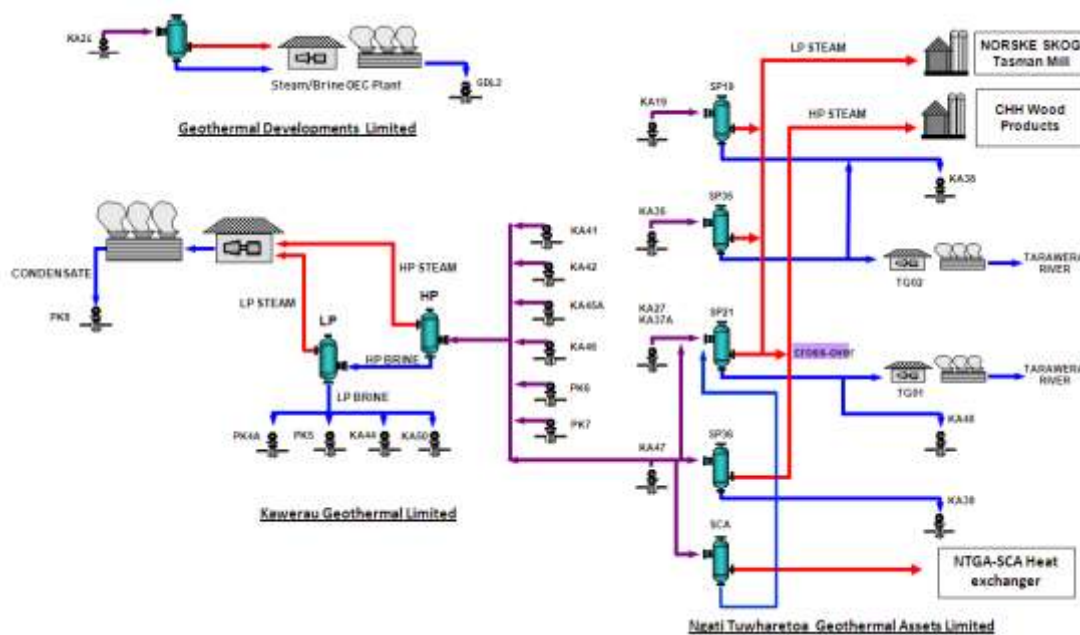 KA24
Steam/Brine OEC Plant
GDL2
Geothermal Developments Limited
CONDENSATE
PK8
LP STEAM
HP STEAM
HP
LP
HP BRINE
LP BRINE
PK4A
PK5
KA44
KA50
Kawerau Geothermal Limited
KA41
KA42
KA45A
KA46
PK6
PK7
LP STEAM
NORSKE SKOG
Tasman Mill
HP STEAM
CHH Wood
Products
KA19
SP19
KA38
KA36
SP35
TG02
TARAWERA
RIVER
KA27
KA37A
SP21
cross-over
TG01
TARAWERA
RIVER
KA40
KA47
SP36
KA39
SCA
NTGA-SCA Heat
exchanger
Ngati Tuwharetoa Geothermal Assets Limited